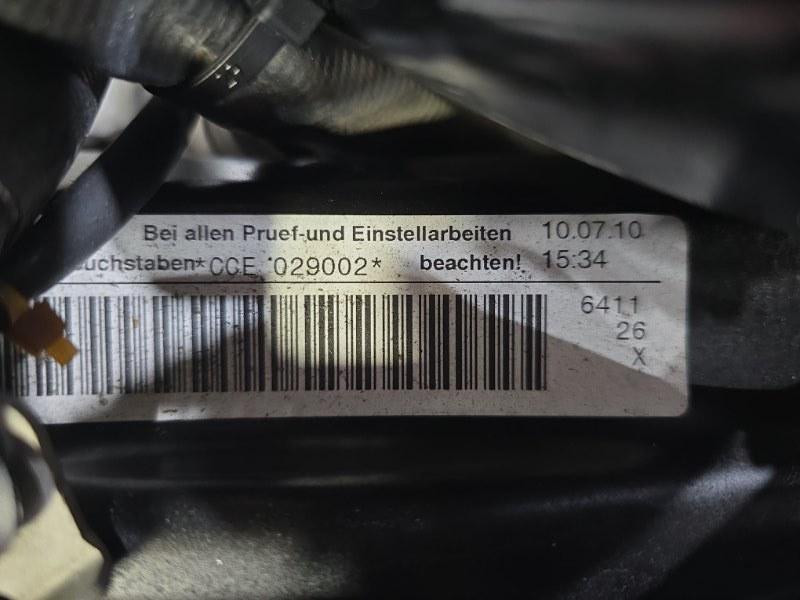 Bei allen Pruef-und Einstellarbeiten 10.07.10
uchstaben*CCE 029002* beachten! 15:34
6411
26
X